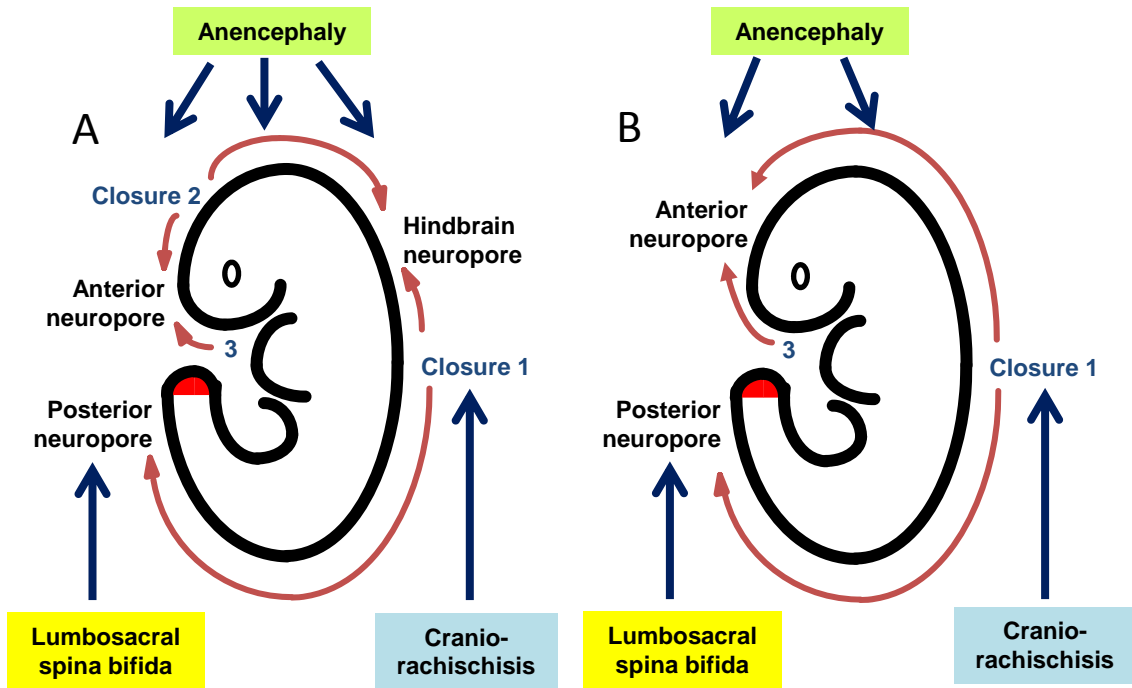 Anencephaly
A
Closure 2
Hindbrain
neuropore
Anterior
neuropore
3
Closure 1
Posterior
neuropore
Lumbosacral
spina bifida
Cranio-
rachischisis
Anencephaly
B
Anterior
neuropore
3
Closure 1
Posterior
neuropore
Lumbosacral
spina bifida
Cranio-
rachischisis